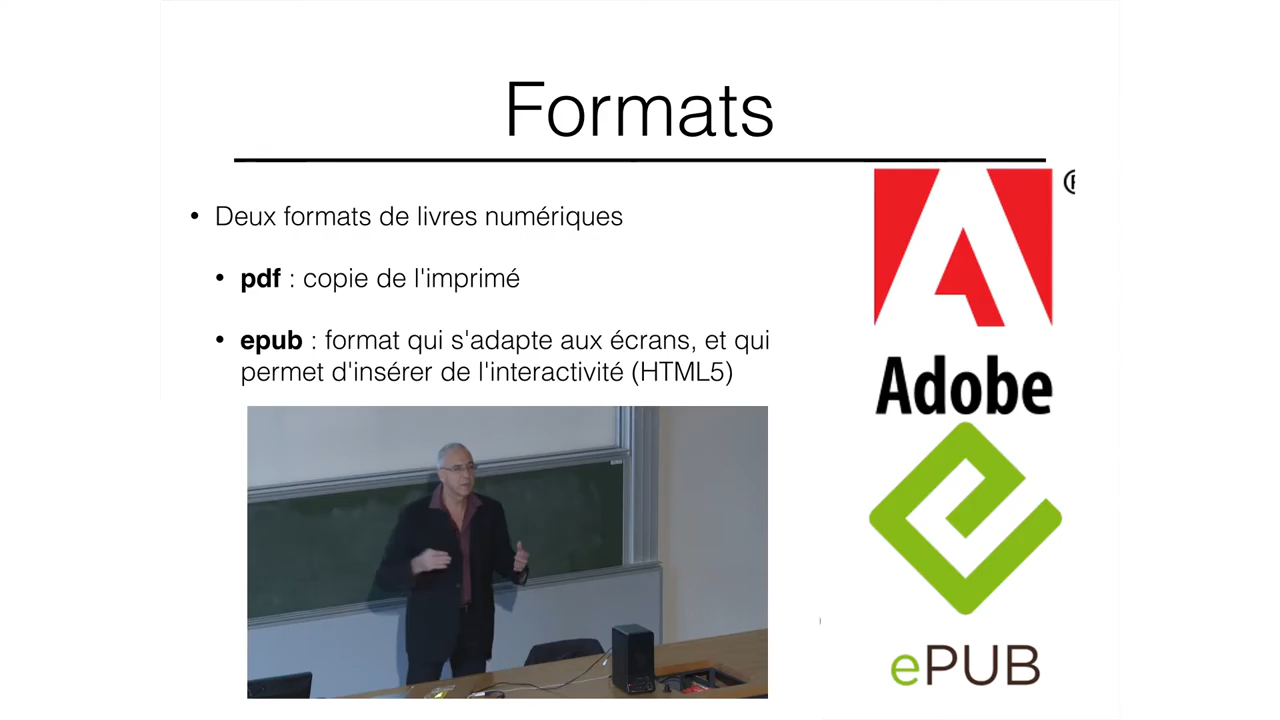 Formats
• Deux formats de livres numériques
• pdf : copie de l'imprimé
• epub : format qui s'adapte aux écrans, et qui
permet d'insérer de l'interactivité (HTML5)
®
Adobe
ePUB